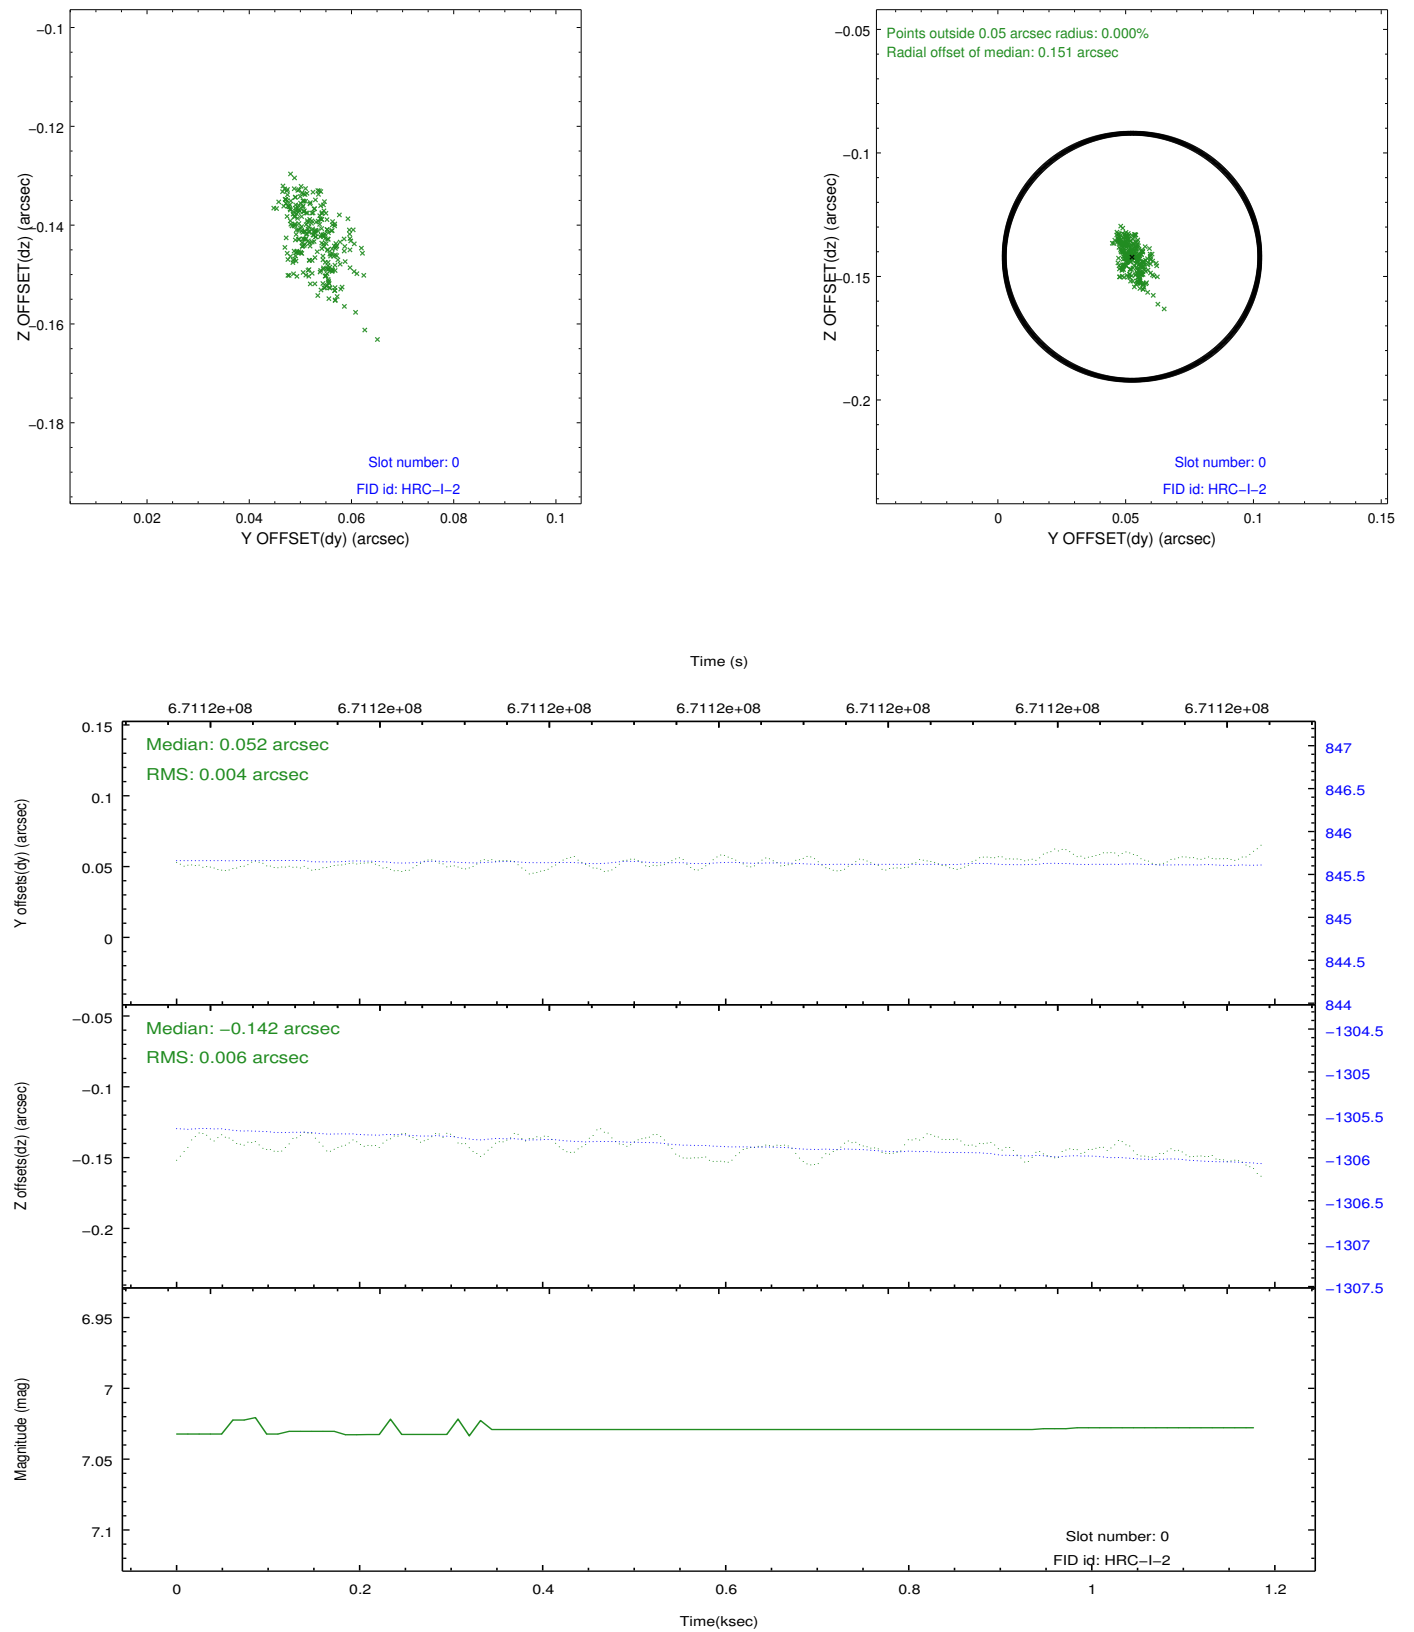 −0.1
−0.12
−0.14
−0.16
−0.18
Z OFFSET(dz) (arcsec)
Slot number: 0
FID id: HRC−I−2
0.02 0.04 0.06 0.08 0.1
Y OFFSET(dy) (arcsec)
Points outside 0.05 arcsec radius: 0.000%
Radial offset of median: 0.151 arcsec
−0.05
−0.1
−0.15
−0.2
Z OFFSET(dz) (arcsec)
Slot number: 0
FID id: HRC−I−2
0 0.05 0.1 0.15
Y OFFSET(dy) (arcsec)
Time (s)
6.7112e+08 6.7112e+08 6.7112e+08 6.7112e+08 6.7112e+08 6.7112e+08 6.7112e+08
Median: 0.052 arcsec
RMS: 0.004 arcsec
0.15
0.1
0.05
0
Y offsets(dy) (arcsec)
847
846.5
846
845.5
845
844.5
844
Median: −0.142 arcsec
RMS: 0.006 arcsec
−0.05
−0.1
−0.15
−0.2
Z offsets(dz) (arcsec)
−1304.5
−1305
−1305.5
−1306
−1306.5
−1307
−1307.5
6.95
7
7.05
7.1
Magnitude (mag)
Slot number: 0
FID id: HRC−I−2
0 0.2 0.4 0.6 0.8 1 1.2
Time(ksec)